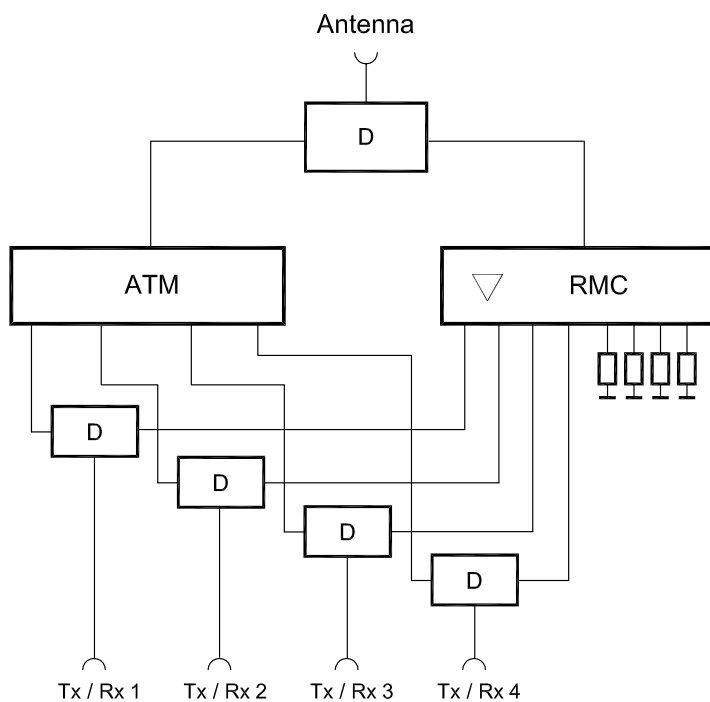 Antenna
D
ATM
RMC
D
D
D
D
Tx / Rx 1
Tx / Rx 2
Tx / Rx 3
Tx / Rx 4